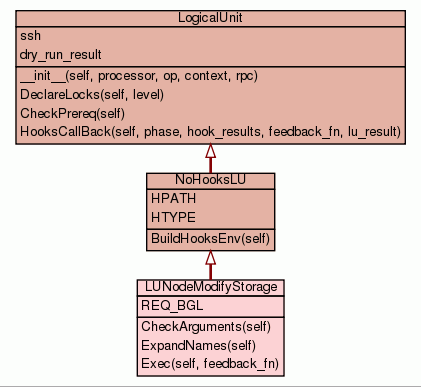 LogicalUnit
ssh
dry_run_result
__init__(self, processor, op, context, rpc)
DeclareLocks(self, level)
CheckPrereq(self)
HooksCallBack(self, phase, hook_results, feedback_fn, lu_result)
NoHooksLU
HPATH
HTYPE
BuildHooksEnv(self)
LUNodeModifyStorage
REQ_BGL
CheckArguments(self)
ExpandNames(self)
Exec(self, feedback_fn)